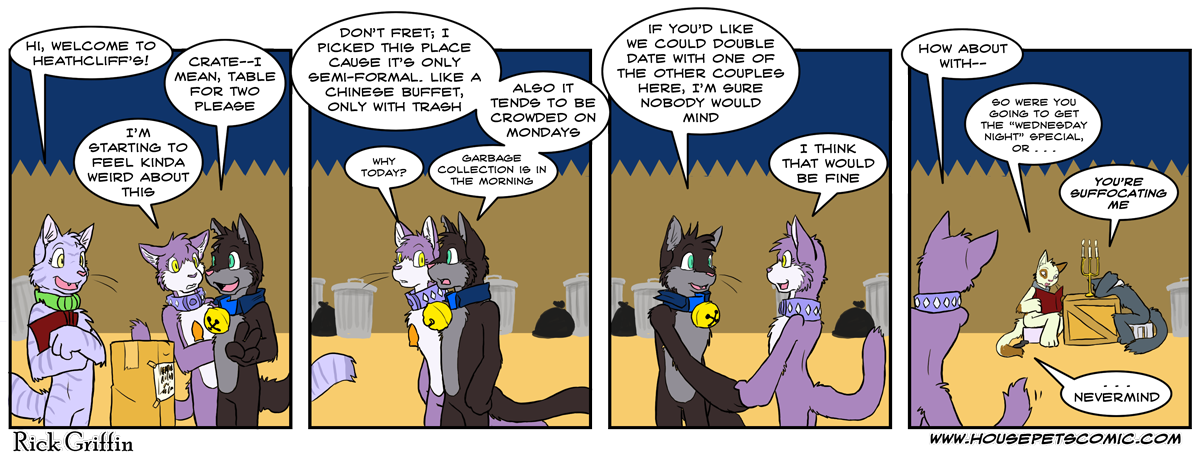 HI, WELCOME TO
HEATHCLIFF'S!
CRATE--I
MEAN, TABLE
FOR TWO
PLEASE
I'M
STARTING TO
FEEL KINDA
WEIRD ABOUT
THIS
DON'T FRET; I
PICKED THIS PLACE
CAUSE IT'S ONLY
SEMI-FORMAL. LIKE A
CHINESE BUFFET,
ONLY WITH TRASH
ALSO IT
TENDS TO BE
CROWDED ON
MONDAYS
WHY
TODAY?
GARBAGE
COLLECTION IS IN
THE MORNING
IF YOU'D LIKE
WE COULD DOUBLE
DATE WITH ONE OF
THE OTHER COUPLES
HERE, I'M SURE
NOBODY WOULD
MIND
I THINK
THAT WOULD
BE FINE
HOW ABOUT
WITH--
SO WERE YOU
GOING TO GET
THE "WEDNESDAY
NIGHT" SPECIAL,
OR . . .
YOU'RE
SUFFOCATING
ME
. . .
NEVERMIND
Rick Griffin
WWW.HOUSEPETSCOMIC.COM